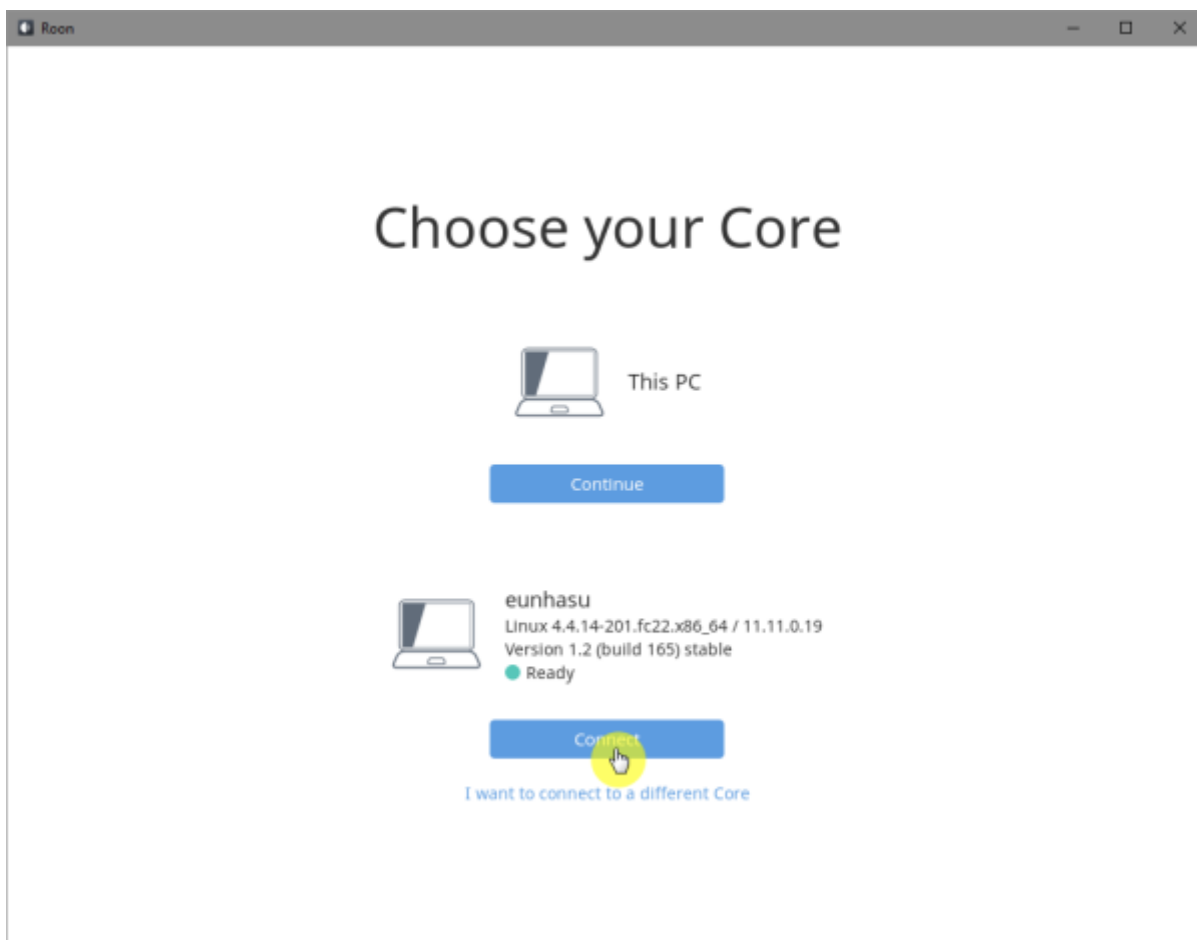 Roon
Choose your Core
This PC
Continue
eunhasu
Linux 4.4.14-201.fc22.x86_64 / 11.11.0.19
Version 1.2 (build 165) stable
Ready
Connect
I want to connect to a different Core